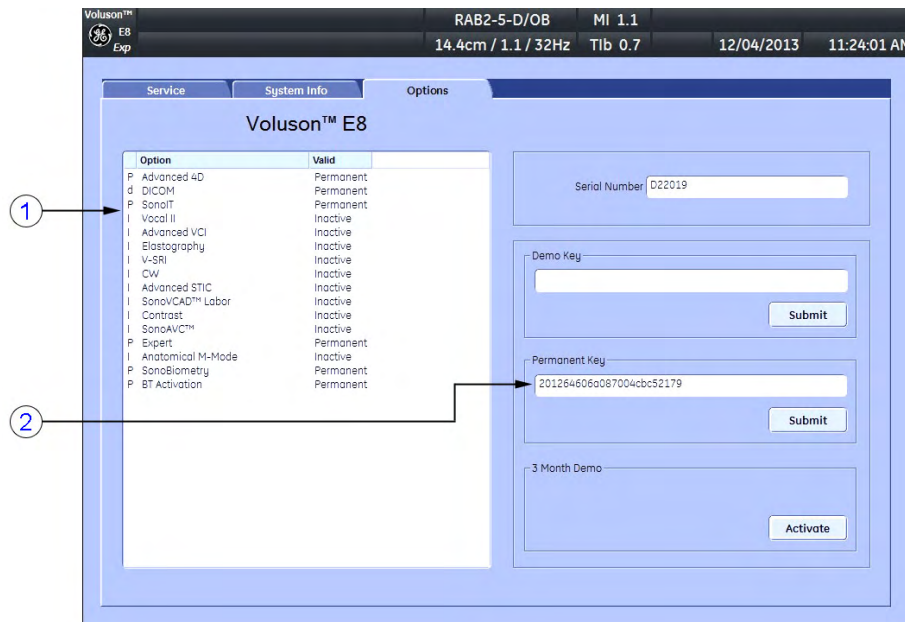 Voluson™
E8
Exp
RAB2-5-D/OB MI 1.1
14.4cm / 1.1 / 32Hz TIb 0.7 12/04/2013 11:24:01 AM
Service System Info Options
Voluson™ E8
Option Valid
P Advanced 4D Permanent
d DICOM Permanent
P SonoIT Permanent
I Vocal II Inactive
I Advanced VCI Inactive
I Elastography Inactive
I V-SRI Inactive
I CW Inactive
I Advanced STIC Inactive
I SonoVCAD™ Labor Inactive
I Contrast Inactive
I SonoAVC™ Inactive
P Expert Permanent
I Anatomical M-Mode Inactive
P SonoBiometry Permanent
P BT Activation Permanent
Serial Number D22019
Demo Key
Submit
Permanent Key
201264606a087004cbc52179
Submit
3 Month Demo
Activate
1
2